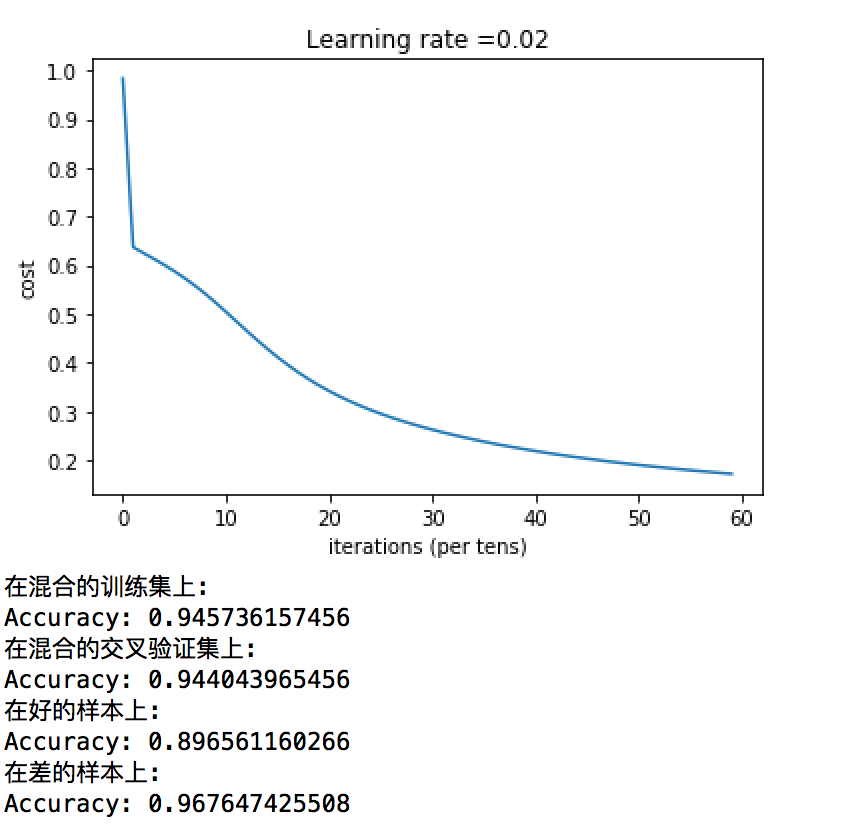 Learning rate =0.02
1.0
0.9
0.8
0.7
0.6
0.5
0.4
0.3
0.2
cost
0 10 20 30 40 50 60
iterations (per tens)
在混合的训练集上:
Accuracy: 0.945736157456
在混合的交叉验证集上:
Accuracy: 0.944043965456
在好的样本上:
Accuracy: 0.896561160266
在差的样本上:
Accuracy: 0.967647425508